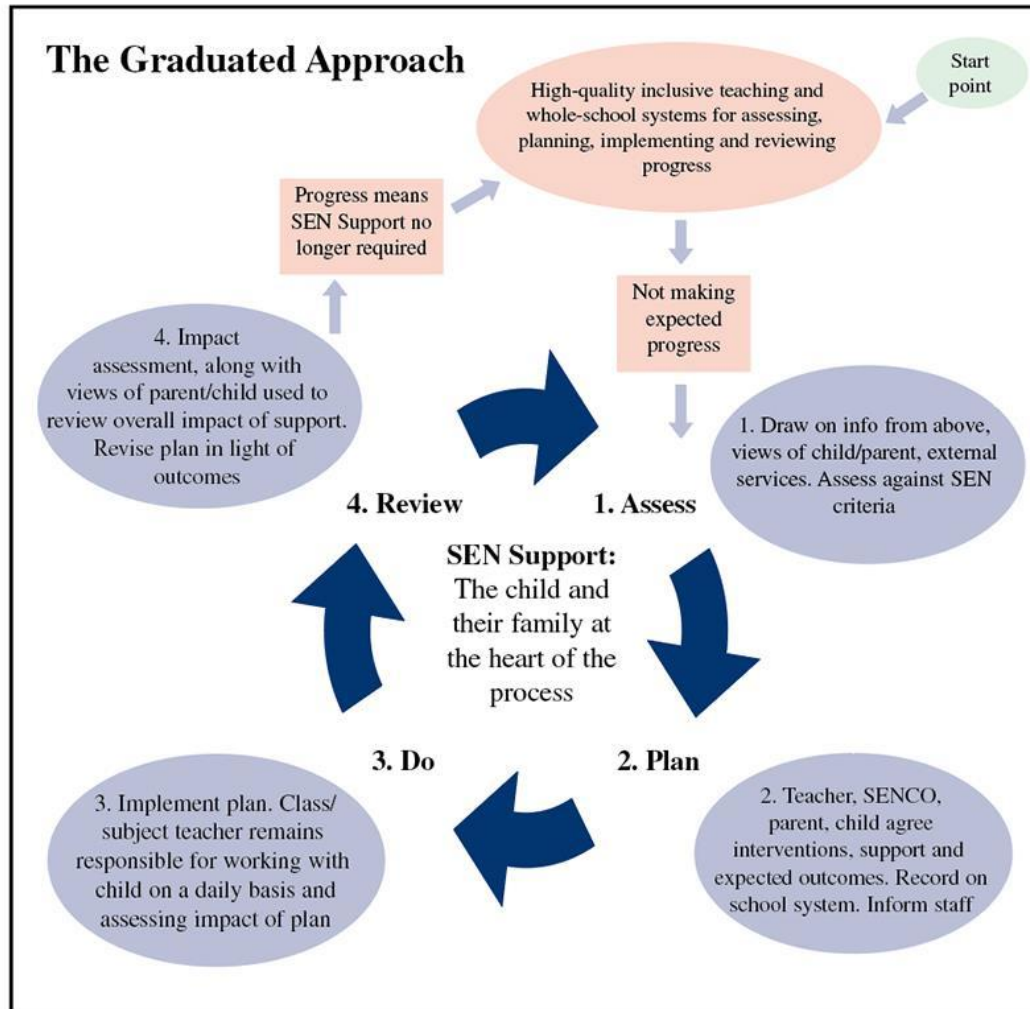 The Graduated Approach
Start
point
High-quality inclusive teaching and
whole-school systems for assessing,
planning, implementing and reviewing
progress
Progress means
SEN Support no
longer required
Not making
expected
progress
4. Impact
assessment, along with
views of parent/child used to
review overall impact of support.
Revise plan in light of
outcomes
1. Draw on info from above,
views of child/parent, external
services. Assess against SEN
criteria
4. Review
1. Assess
SEN Support:
The child and
their family at
the heart of the
process
3. Do
2. Plan
3. Implement plan. Class/
subject teacher remains
responsible for working with
child on a daily basis and
assessing impact of plan
2. Teacher, SENCO,
parent, child agree
interventions, support and
expected outcomes. Record on
school system. Inform staff